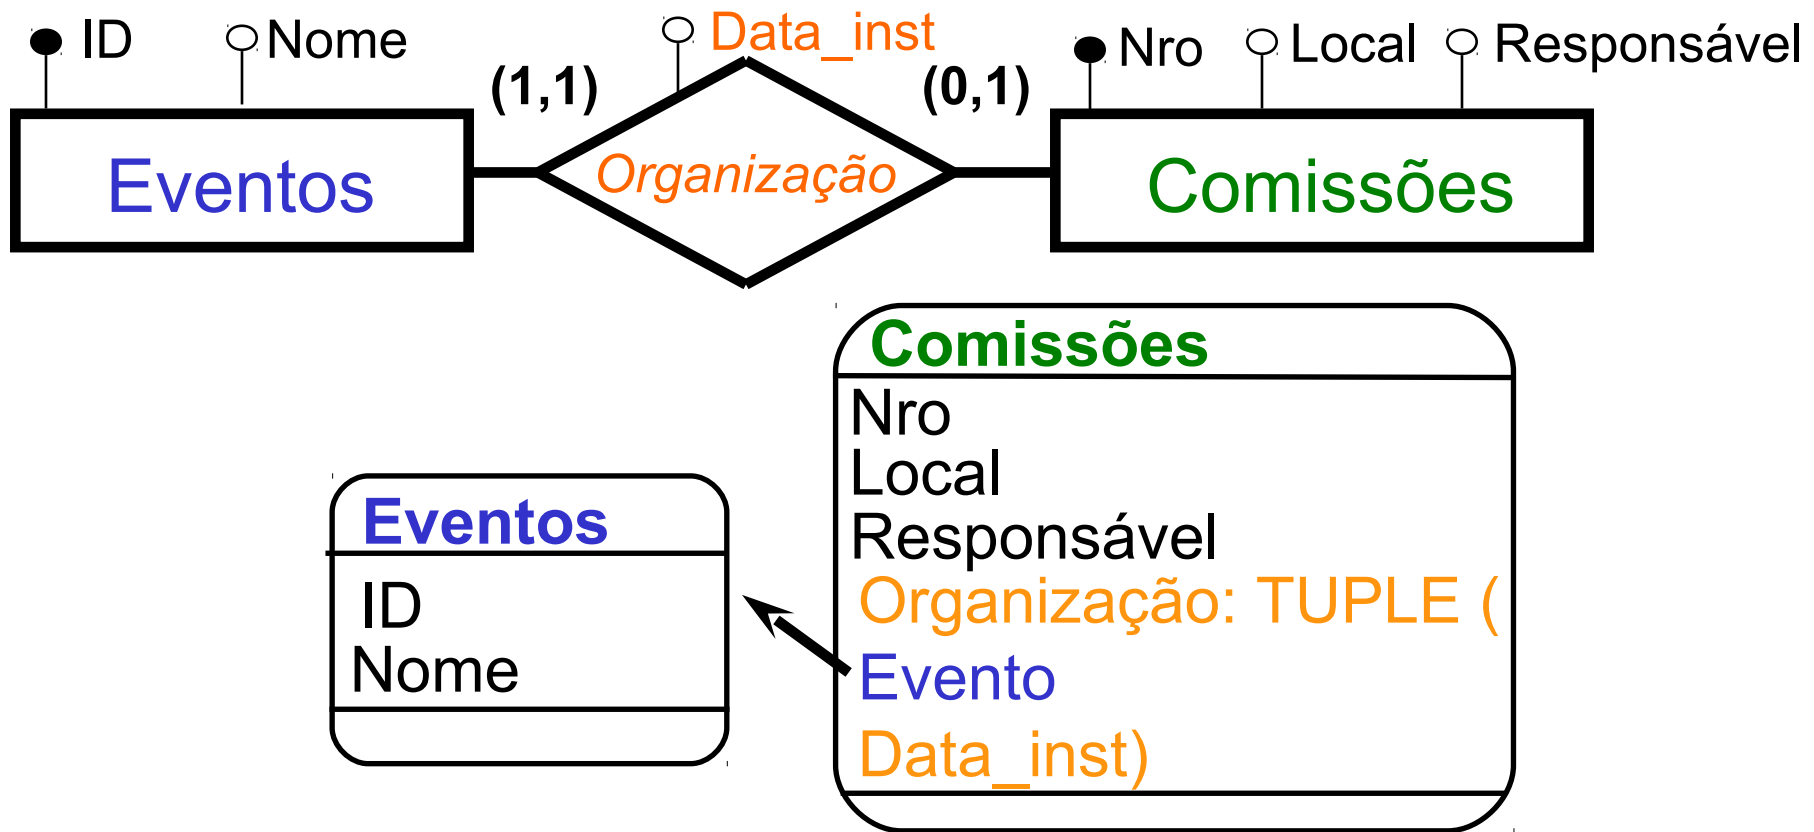 ID Nome Data_inst Nro Local Responsável
(1,1) (0,1)
Eventos Organização Comissões
Comissões
Nro
Local
Responsável
Organização: TUPLE (
Evento
Data_inst)
Eventos
ID
Nome